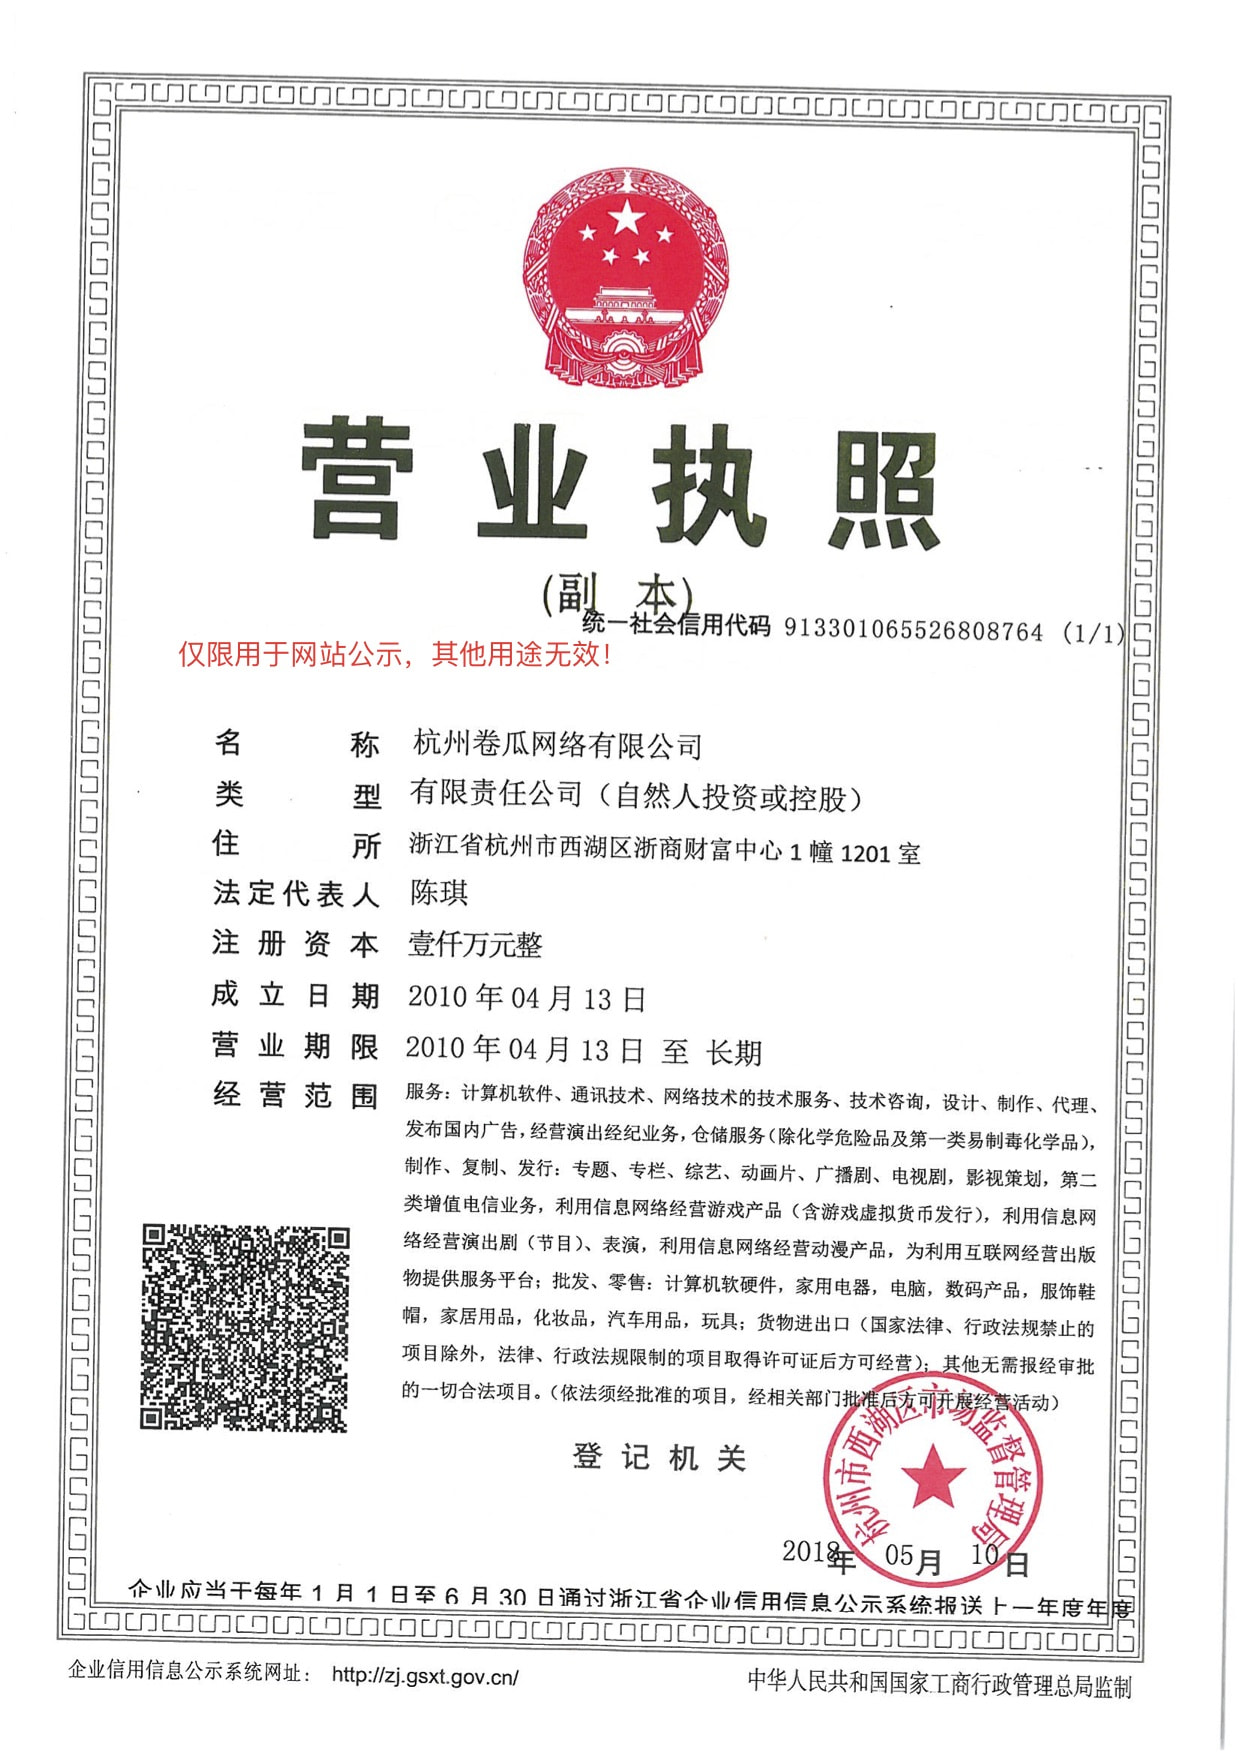 营业执照
(副 本)
统一社会信用代码 913301065526808764 (1/1)
仅限用于网站公示，其他用途无效！
名 称 杭州卷瓜网络有限公司
类 型 有限责任公司（自然人投资或控股）
住 所 浙江省杭州市西湖区浙商财富中心 1 幢 1201 室
法定代表人 陈琪
注册资本 壹仟万元整
成立日期 2010 年 04 月 13 日
营业期限 2010 年 04 月 13 日 至 长期
经营范围 服务：计算机软件、通讯技术、网络技术的技术服务、技术咨询，设计、制作、代理、
发布国内广告，经营演出经纪业务，仓储服务（除化学危险品及第一类易制毒化学品），
制作、复制、发行：专题、专栏、综艺、动画片、广播剧、电视剧，影视策划，第二
类增值电信业务，利用信息网络经营游戏产品（含游戏虚拟货币发行），利用信息网
络经营演出剧（节目）、表演，利用信息网络经营动漫产品，为利用互联网经营出版
物提供服务平台；批发、零售：计算机软硬件，家用电器，电脑，数码产品，服饰鞋
帽，家居用品，化妆品，汽车用品，玩具；货物进出口（国家法律、行政法规禁止的
项目除外，法律、行政法规限制的项目取得许可证后方可经营）；其他无需报经审批
的一切合法项目。（依法须经批准的项目，经相关部门批准后方可开展经营活动）
登记机关
杭州市西湖区市场监督管理局
2018年 05月 10日
企业应当于每年 1 月 1 日至 6 月 30 日通过浙江省企业信用信息公示系统报送上一年度年度
企业信用信息公示系统网址： http://zj.gsxt.gov.cn/
中华人民共和国国家工商行政管理总局监制